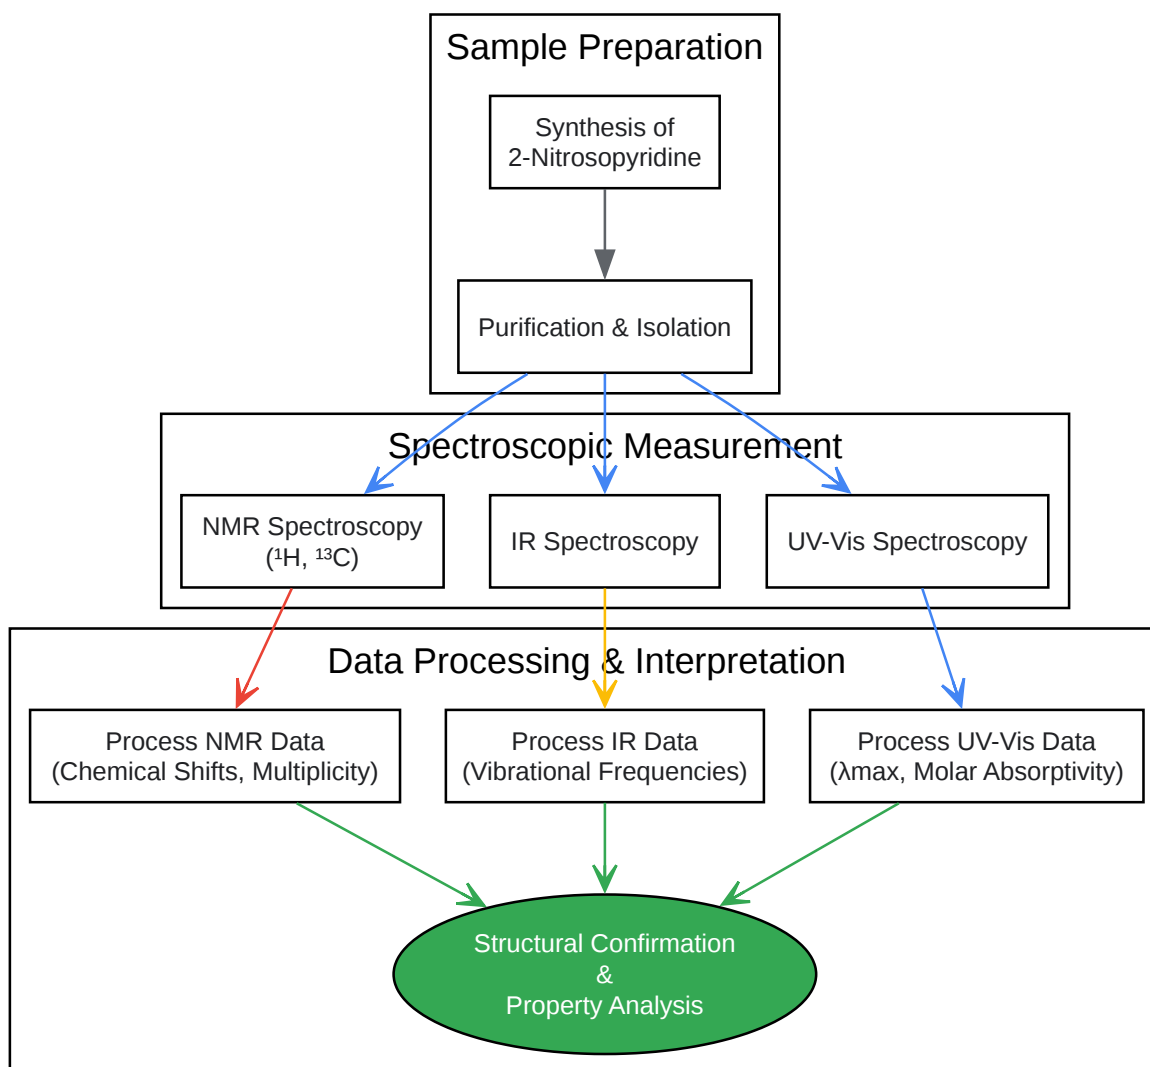 Sample Preparation
Synthesis of
2-Nitrosopyridine
Purification & Isolation
Spectroscopic Measurement
NMR Spectroscopy
(¹H, ¹³C)
IR Spectroscopy
UV-Vis Spectroscopy
Data Processing & Interpretation
Process NMR Data
(Chemical Shifts, Multiplicity)
Process IR Data
(Vibrational Frequencies)
Process UV-Vis Data
(λmax, Molar Absorptivity)
Structural Confirmation
&
Property Analysis